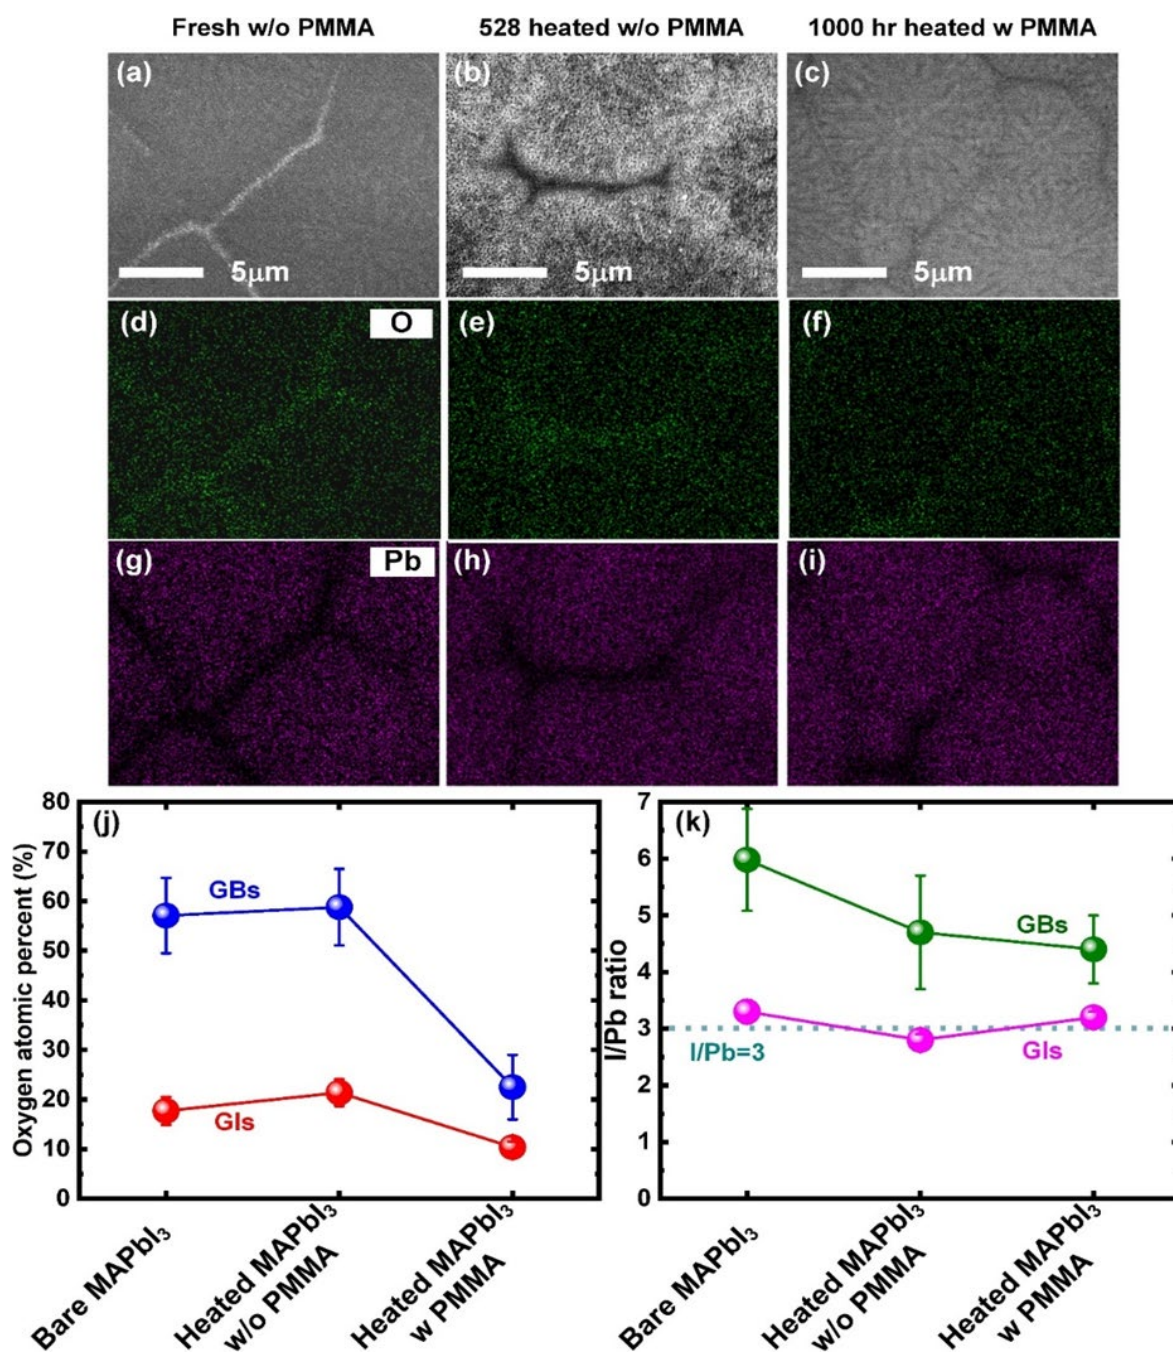 Fresh w/o PMMA
528 heated w/o PMMA
1000 hr heated w PMMA
(a)
(b)
(c)
5μm
5μm
5μm
(d)
O
(e)
(f)
(g)
Pb
(h)
(i)
(j)
(k)
Oxygen atomic percent (%)
80
70
60
50
40
30
20
10
0
GBs
GIs
Bare MAPbI₃
Heated MAPbI₃
w/o PMMA
Heated MAPbI₃
w PMMA
I/Pb ratio
7
6
5
4
3
2
1
0
GBs
I/Pb=3
GIs
Bare MAPbI₃
Heated MAPbI₃
w/o PMMA
Heated MAPbI₃
w PMMA